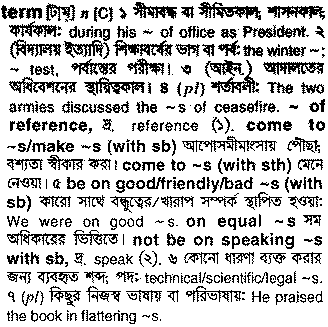 term [টাম্] n [C] ১ সীমাবদ্ধ বা সীমিতকাল; শাসনকাল;
কার্যকাল: during his ~ of office as President. ২
(বিদ্যালয় ইত্যাদি) শিক্ষাবর্ষের ভাগ বা পর্ব: the winter ~;
~ test, পর্বান্তের পরীক্ষা। ৩ (আইন.) আদালতের
অধিবেশনের স্থায়িত্বকাল। ৪ (pl) শর্তাবলী: The two
armies discussed the ~s of ceasefire. ~ of
reference, দ্র. reference (১). come to
~s/make ~s (with sb) আপোসমীমাংসায় পৌঁছা;
বশ্যতা স্বীকার করা। come to ~s (with sth) মেনে
নেওয়া। ৫ be on good/friendly/bad ~s (with
sb) কারো সাথে বন্ধুত্বের/খারাপ সম্পর্ক স্থাপিত হওয়া:
We were on good ~s. on equal ~s সম
অধিকারের ভিত্তিতে। not be on speaking ~s
with sb, দ্র. speak (২). ৬ কোনো ধারণা ব্যক্ত করার
জন্য ব্যবহৃত শব্দ; পদ: technical/scientific/legal ~s.
৭ (pl) কিছুর নিজস্ব ভাষায় বা পরিভাষায়: He praised
the book in flattering ~s.